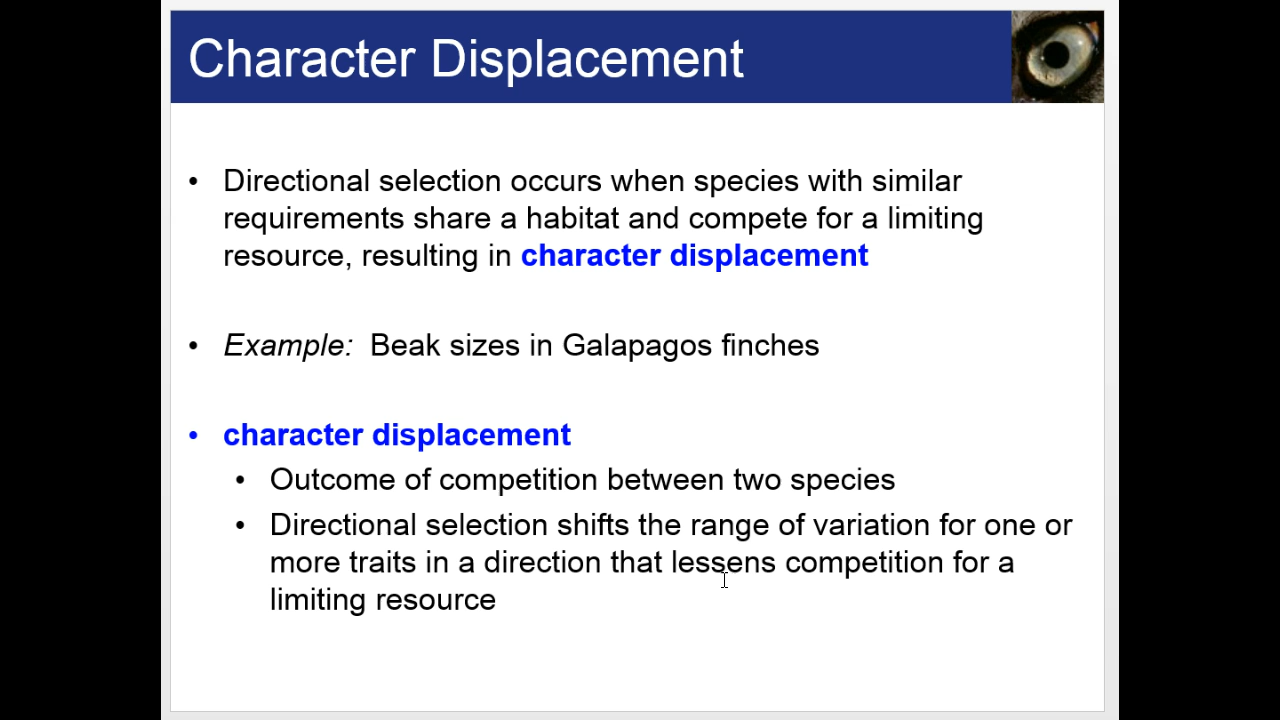 Character Displacement
• Directional selection occurs when species with similar
requirements share a habitat and compete for a limiting
resource, resulting in character displacement
• Example: Beak sizes in Galapagos finches
• character displacement
• Outcome of competition between two species
• Directional selection shifts the range of variation for one or
more traits in a direction that lessens competition for a
limiting resource